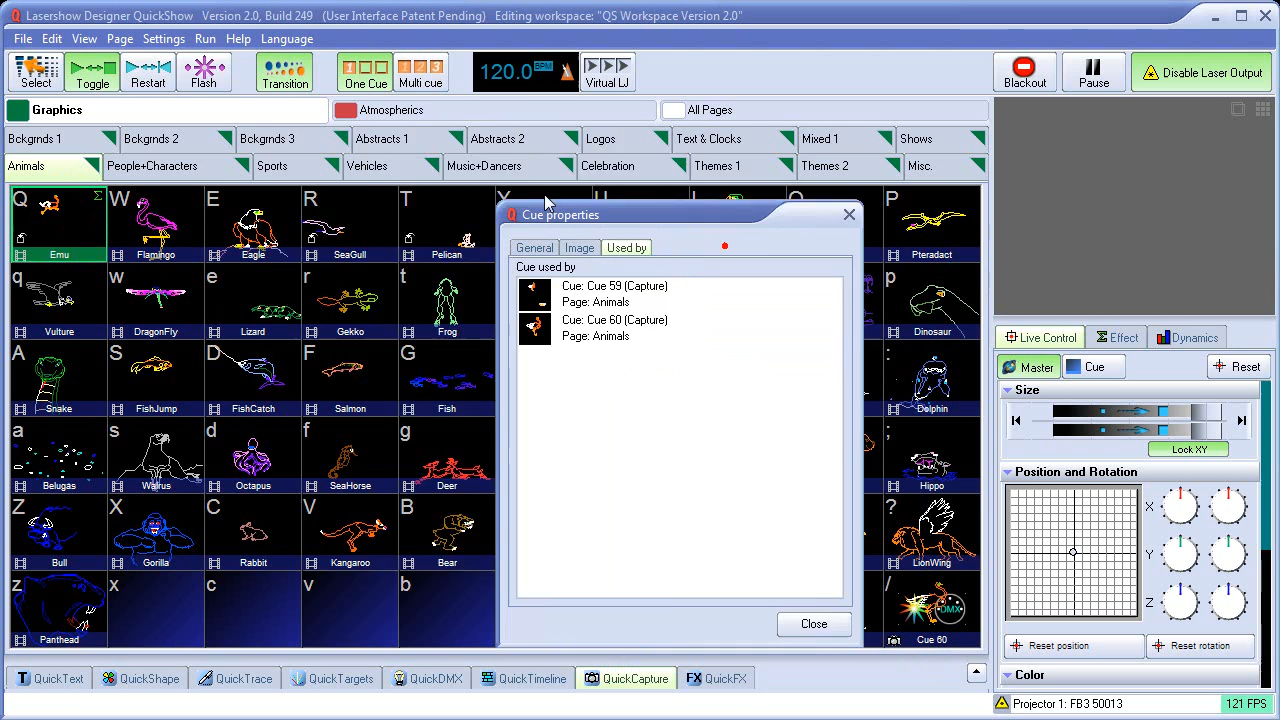 Lasershow Designer QuickShow Version 2.0, Build 249 (User Interface Patent Pending) Editing workspace: "QS Workspace Version 2.0"
File Edit View Page Settings Run Help Language
Select Toggle Restart Flash Transition One Cue Multi cue 120.0 BPM Virtual LJ Blackout Pause Disable Laser Output
Graphics Atmospherics All Pages
Bckgrnds 1 Bckgrnds 2 Bckgrnds 3 Abstracts 1 Abstracts 2 Logos Text & Clocks Mixed 1 Shows
Animals People+Characters Sports Vehicles Music+Dancers Celebration Themes 1 Themes 2 Misc.
Q W E R T P
Emu Flamingo Eagle SeaGull Pelican Pteradact
q w e r t p
Vulture DragonFly Lizard Gekko Frog Dinosaur
A S D F G :
Snake FishJump FishCatch Salmon Fish Dolphin
a s d f g ;
Belugas Walrus Octapus SeaHorse Deer Hippo
Z X C V B ?
Bull Gorilla Rabbit Kangaroo Bear LionWing
z x c v b /
DMX
Panthead Cue 60
Cue properties
General Image Used by
Cue used by
Cue: Cue 59 (Capture)
Page: Animals
Cue: Cue 60 (Capture)
Page: Animals
Close
Live Control Effect Dynamics
Master Cue Reset
Size
Lock XY
Position and Rotation
X
Y
Z
Reset position Reset rotation
Color
QuickText QuickShape QuickTrace QuickTargets QuickDMX QuickTimeline QuickCapture FX QuickFX
Projector 1: FB3 50013 121 FPS